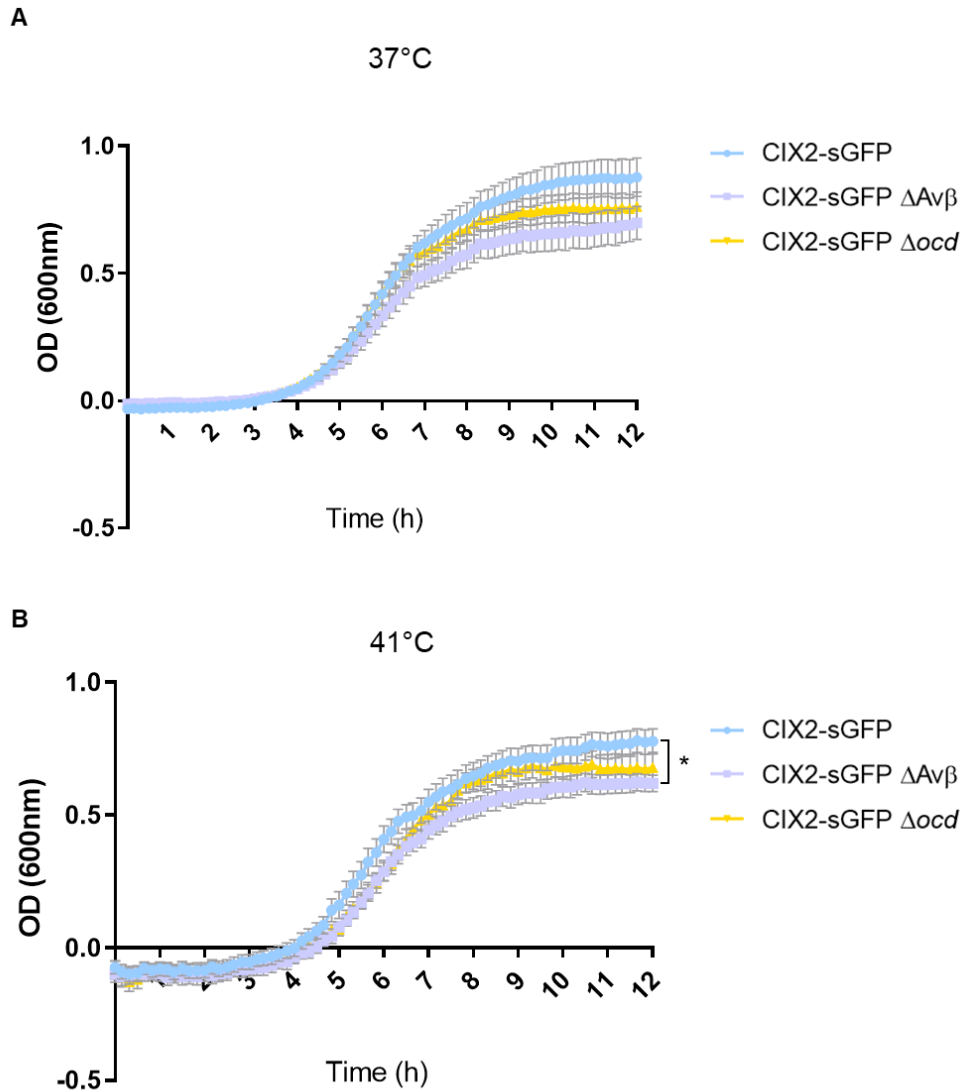 A
37°C
1.0
0.5
0.0
-0.5
OD (600nm)
1 2 3 4 5 6 7 8 9 10 11 12
Time (h)
CIX2-sGFP
CIX2-sGFP ΔAvβ
CIX2-sGFP Δocd
B
41°C
1.0
0.5
0.0
-0.5
OD (600nm)
2 3 4 5 6 7 8 9 10 11 12
Time (h)
CIX2-sGFP
CIX2-sGFP ΔAvβ
CIX2-sGFP Δocd
*